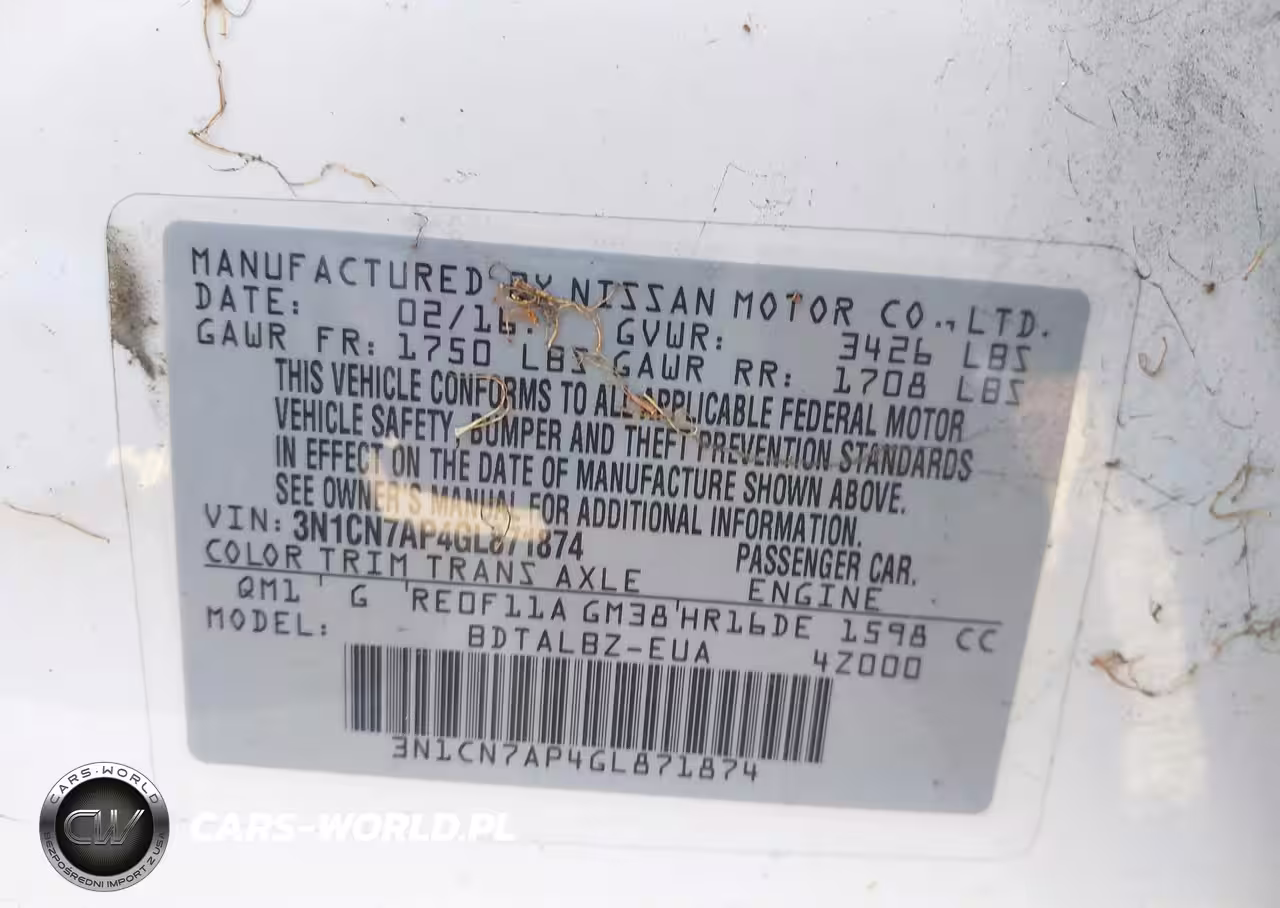 MANUFACTURED BY NISSAN MOTOR CO., LTD.
DATE: 02/16 GVWR: 3426 LBS
GAWR FR: 1750 LBS GAWR RR: 1708 LBS
THIS VEHICLE CONFORMS TO ALL APPLICABLE FEDERAL MOTOR
VEHICLE SAFETY, BUMPER AND THEFT PREVENTION STANDARDS
IN EFFECT ON THE DATE OF MANUFACTURE SHOWN ABOVE.
SEE OWNER'S MANUAL FOR ADDITIONAL INFORMATION.
VIN: 3N1CN7AP4GL871874 PASSENGER CAR.
COLOR TRIM TRANS AXLE ENGINE
QM1 G RE0F11A GM38 HR16DE 1598 CC
MODEL: BDTALBZ-EUA 4Z000
3N1CN7AP4GL871874
CARS-WORLD
CW
BEZPOŚREDNI IMPORT Z USA
CARS-WORLD.PL